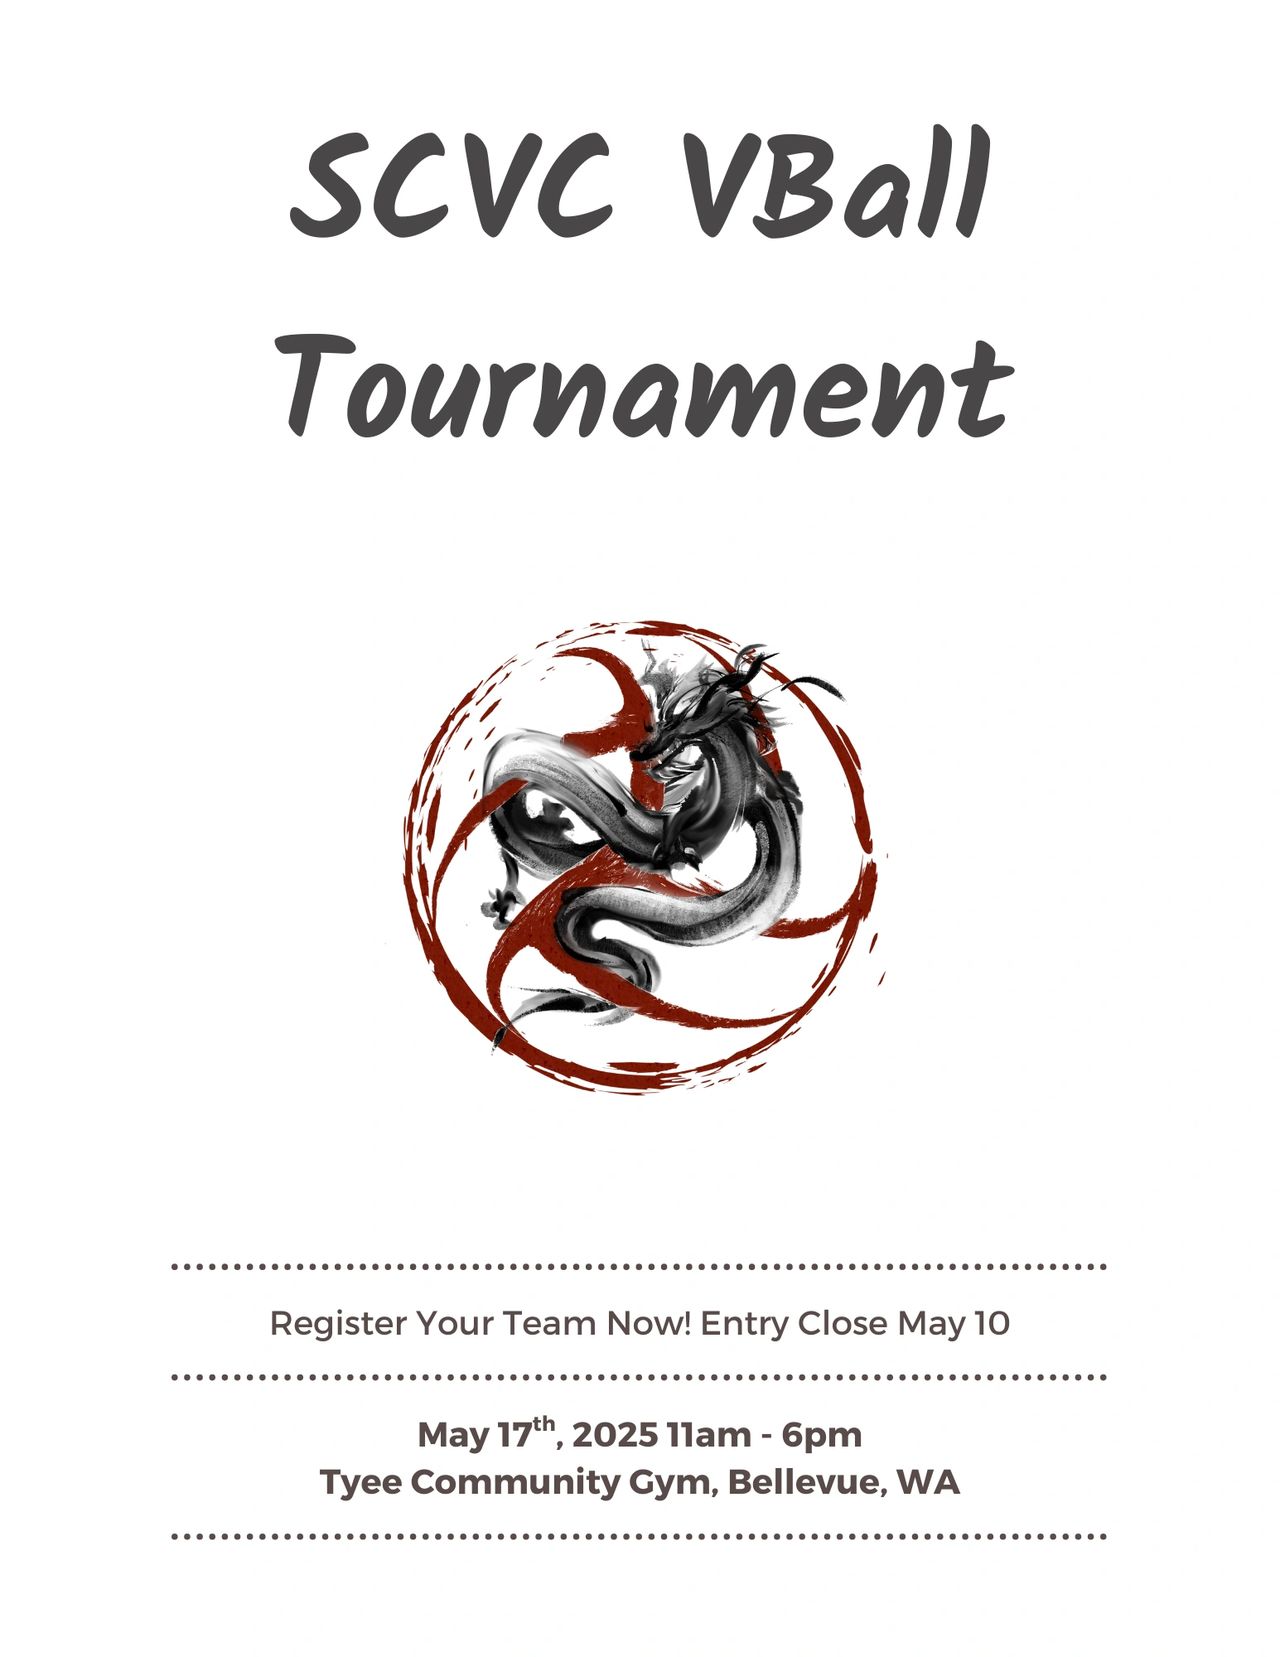 SCVC VBall
Tournament
Register Your Team Now! Entry Close May 10
May 17th, 2025 11am - 6pm
Tyee Community Gym, Bellevue, WA